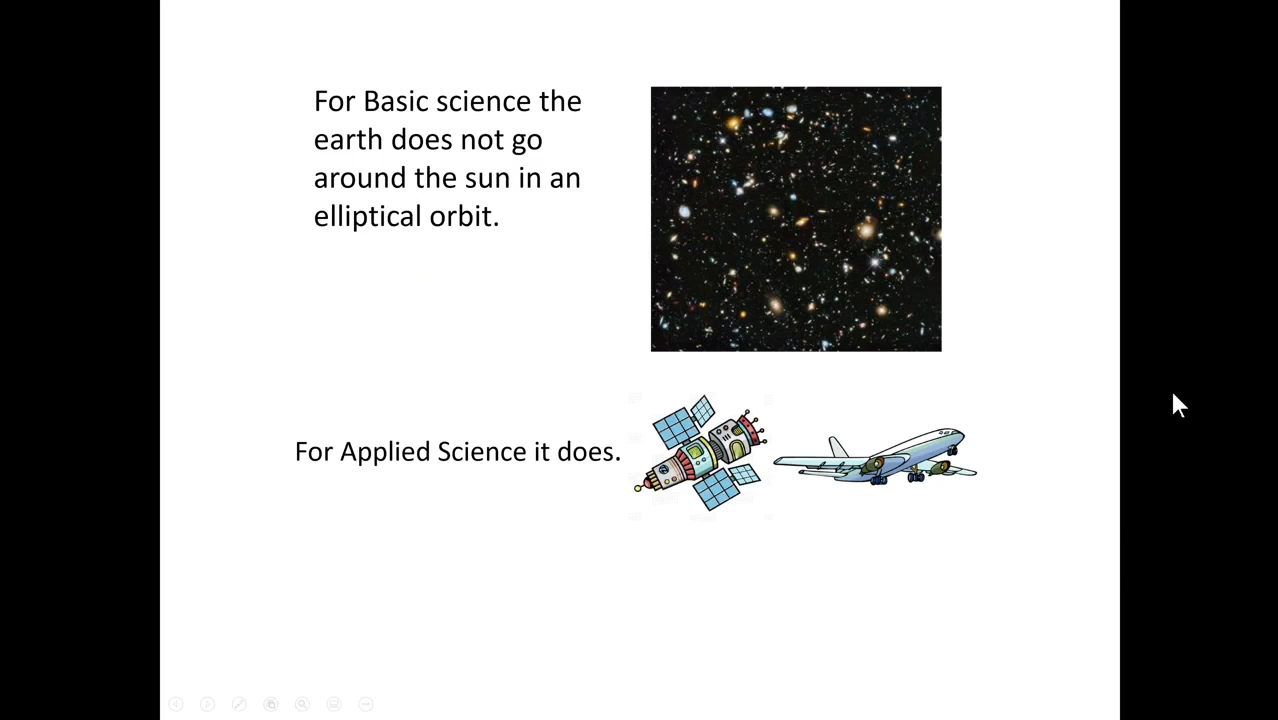 For Basic science the
earth does not go
around the sun in an
elliptical orbit.
For Applied Science it does.